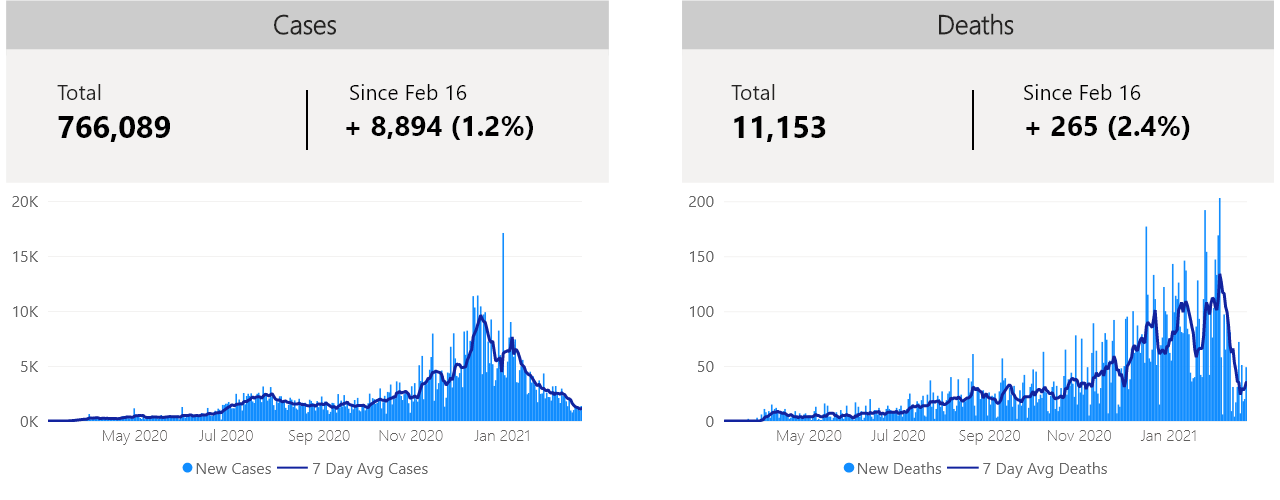 Cases
Total
766,089
Since Feb 16
+ 8,894 (1.2%)
20K
15K
10K
5K
0K
May 2020 Jul 2020 Sep 2020 Nov 2020 Jan 2021
New Cases 7 Day Avg Cases
Deaths
Total
11,153
Since Feb 16
+ 265 (2.4%)
200
150
100
50
0
May 2020 Jul 2020 Sep 2020 Nov 2020 Jan 2021
New Deaths 7 Day Avg Deaths